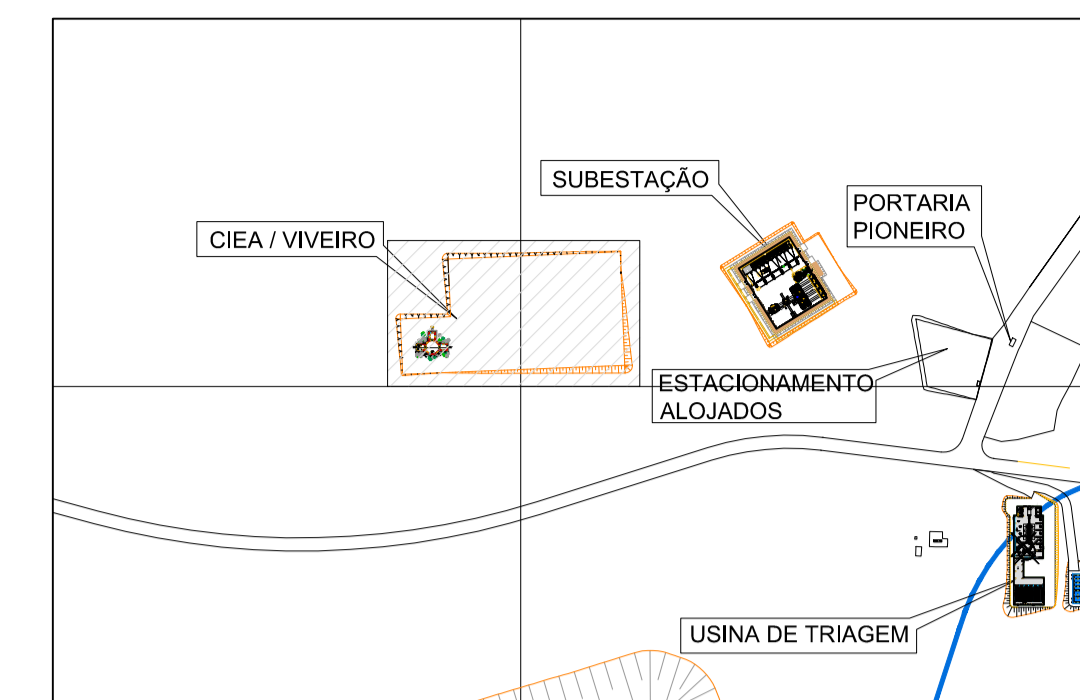 SUBESTAÇÃO
PORTARIA
PIONEIRO
CIEA / VIVEIRO
ESTACIONAMENTO
ALOJADOS
USINA DE TRIAGEM